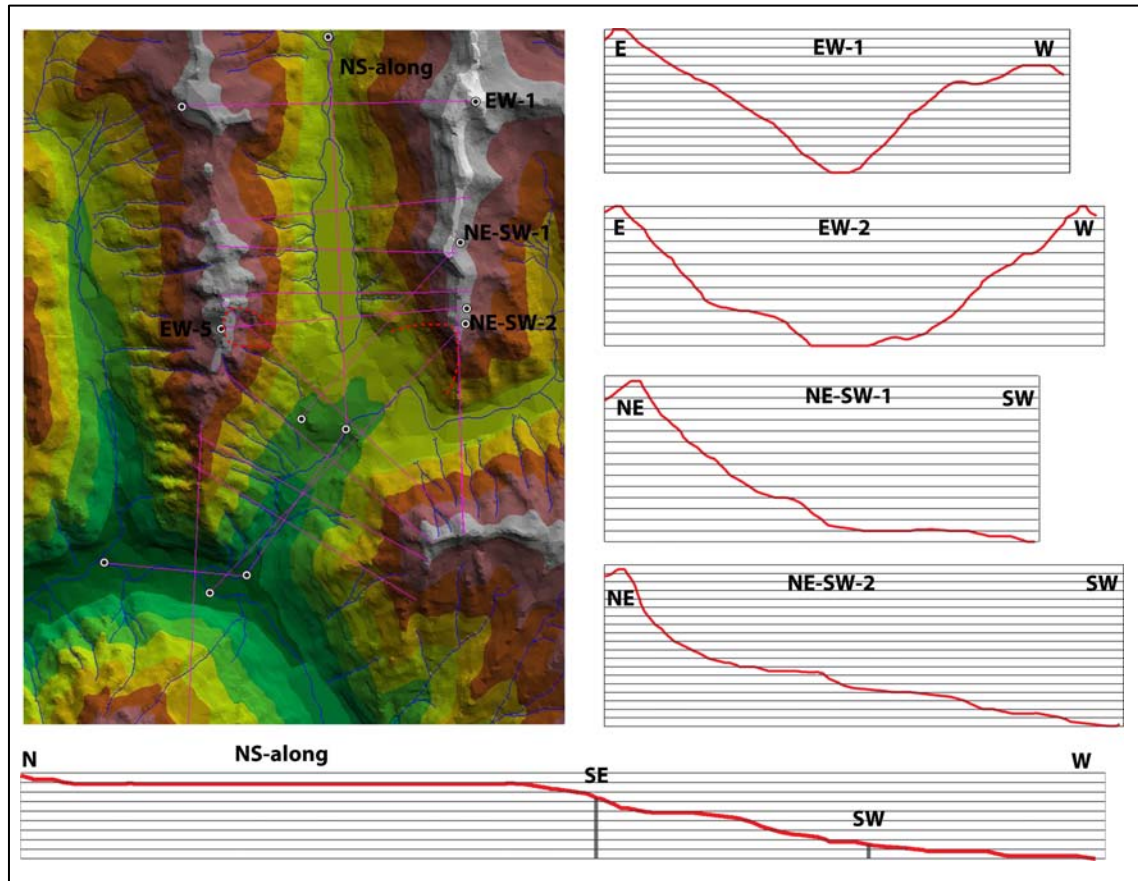 NS-along
EW-1
NE-SW-1
EW-5
NE-SW-2
E
EW-1
W
E
EW-2
W
NE
NE-SW-1
SW
NE
NE-SW-2
SW
N
NS-along
SE
SW
W